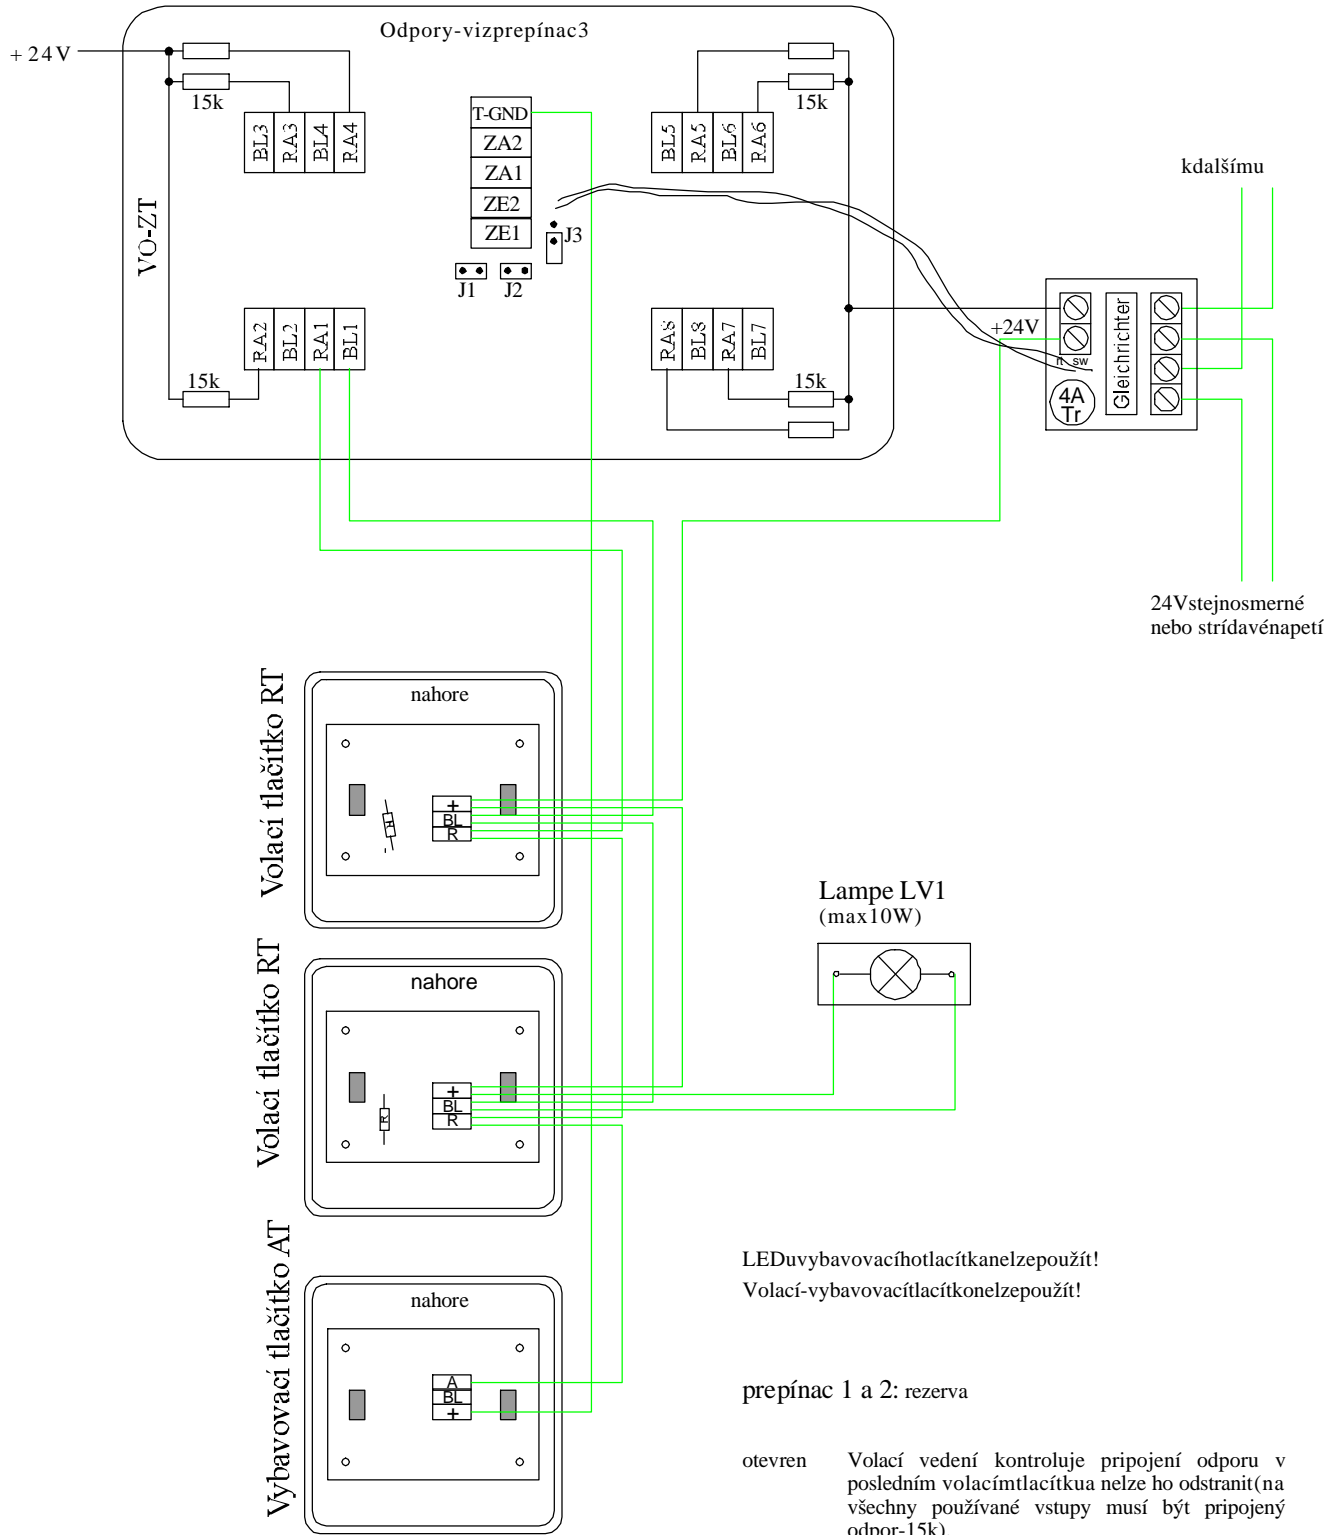 Odpory-vizprepínac3
+24V
15k
BL3
RA3
BL4
RA4
T-GND
ZA2
ZA1
ZE2
ZE1
J3
J1
J2
15k
BL5
RA5
BL6
RA6
VO-ZT
kdalšímu
RA2
BL2
RA1
BL1
15k
RA8
BL8
RA7
BL7
15k
+24V
rt sw
4A
Tr
Gleichrichter
24Vstejnosmerné
nebo strídavénapetí
Volací tlačítko RT
nahore
R
+
BL
R
Lampe LV1
(max10W)
Volací tlačítko RT
nahore
R
+
BL
R
Vybavovací tlačítko AT
nahore
A
BL
+
LEDuvybavovacíhotlacítkanelzepoužít!
Volací-vybavovacítlacítkonelzepoužít!
prepínac 1 a 2: rezerva
otevren Volací vedení kontroluje pripojení odporu v
posledním volacímtlacítkua nelze ho odstranit(na
všechny používané vstupy musí být pripojený
odpor-15k)